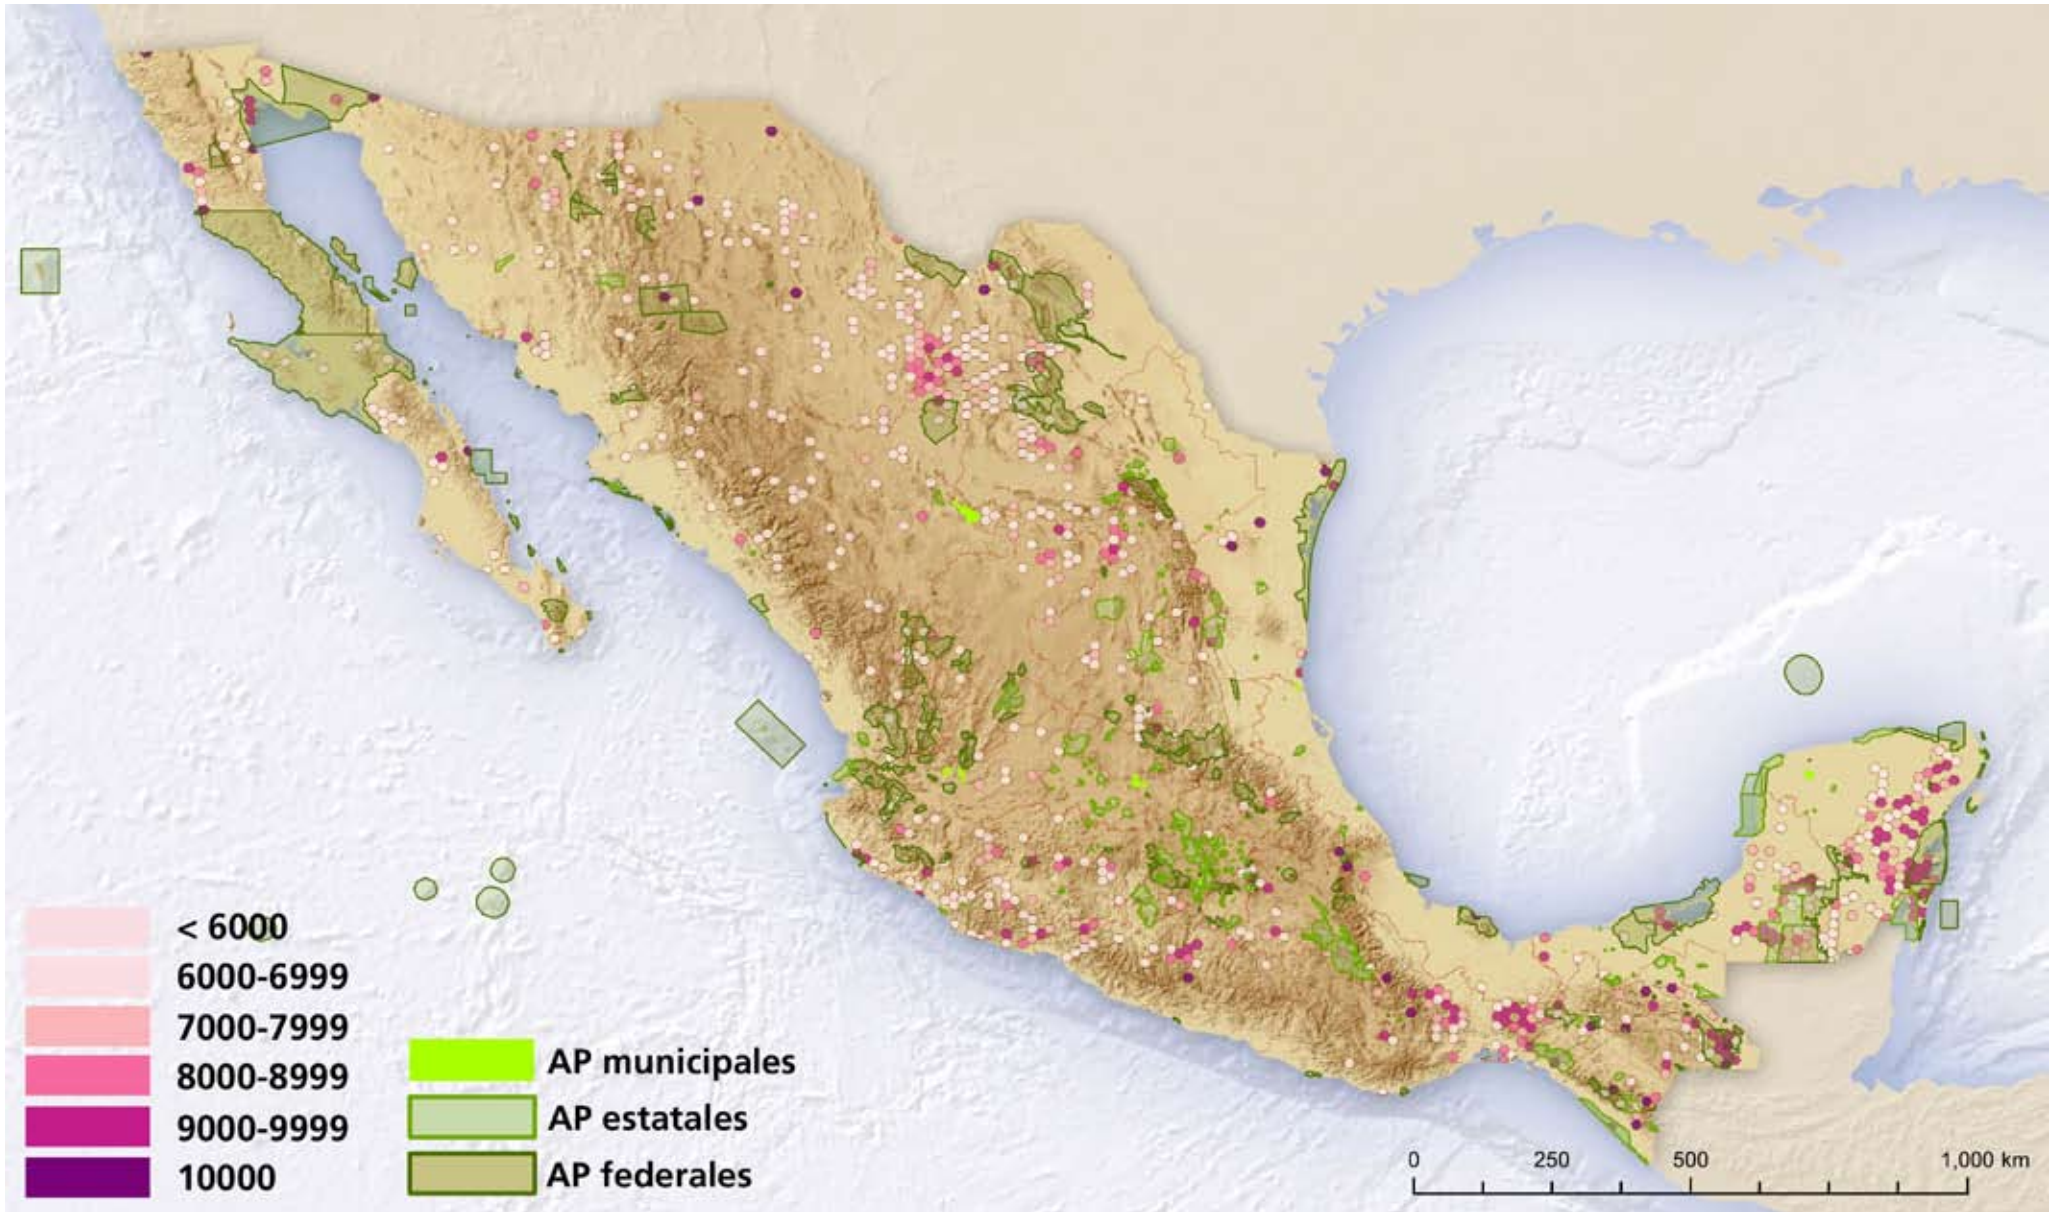 < 6000
6000-6999
7000-7999
8000-8999
9000-9999
10000
AP municipales
AP estatales
AP federales
0 250 500 1,000 km